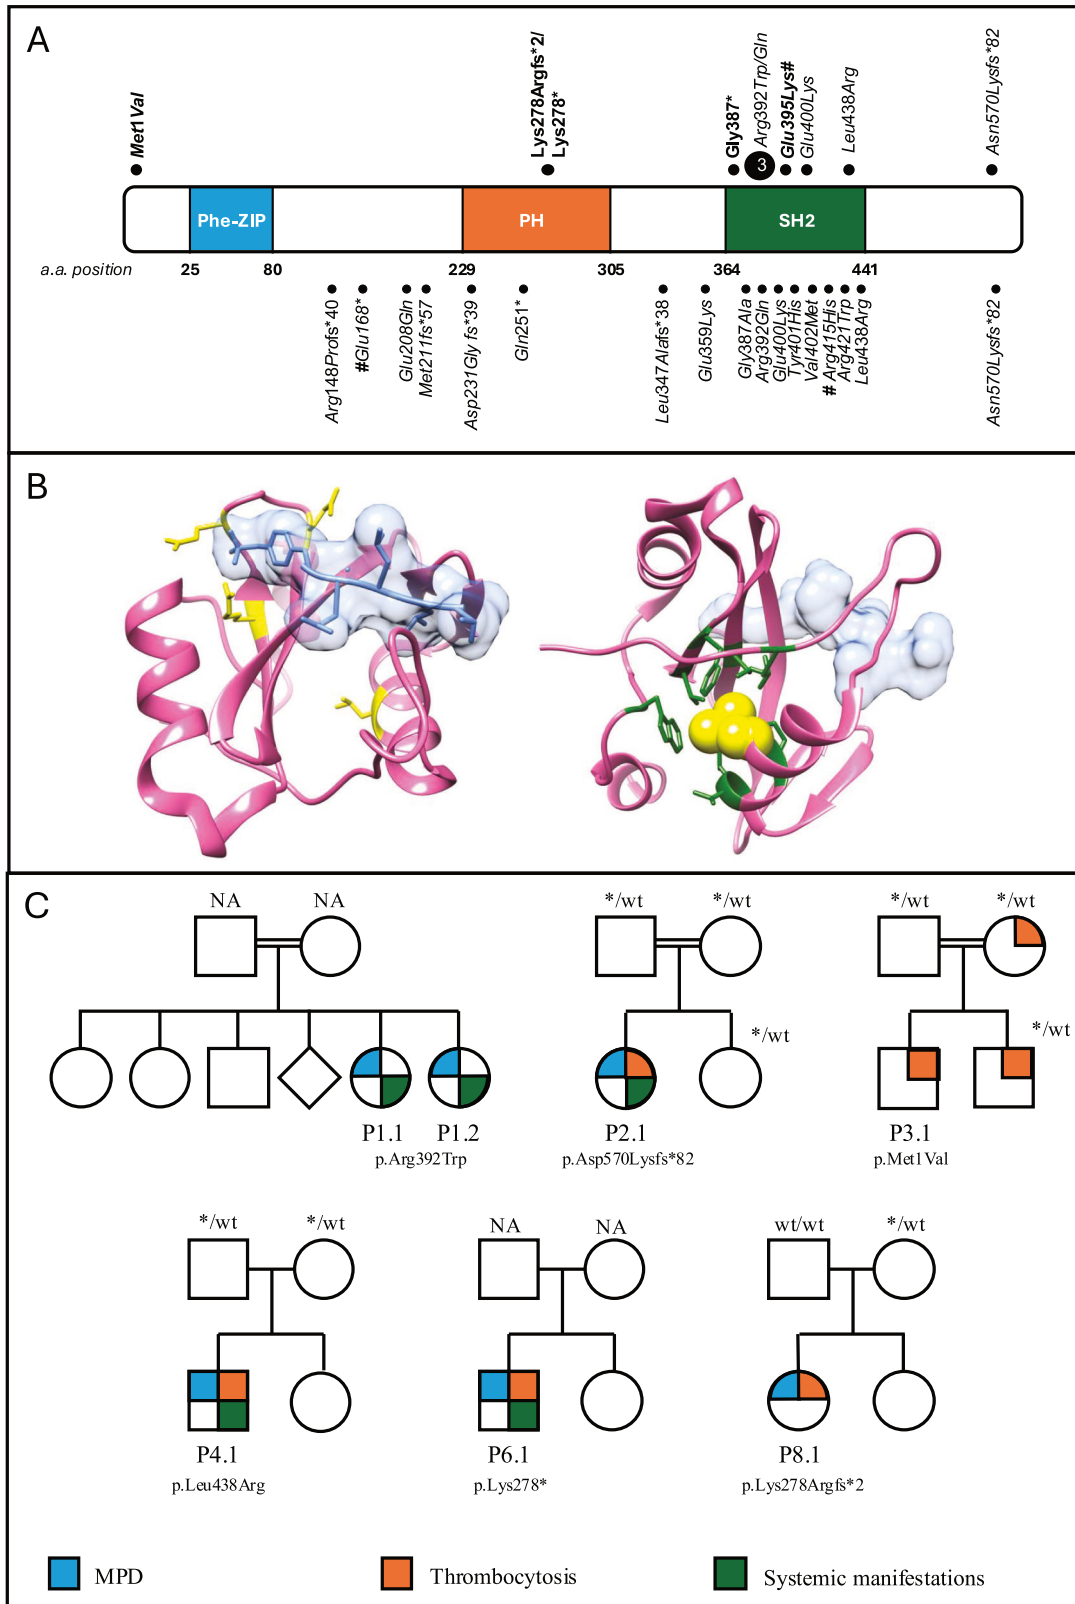 A
Met1Val
Lys278Argfs*2/
Lys278*
Gly387*
Arg392Trp/Gln
3
Glu395Lys#
Glu400Lys
Leu438Arg
Asn570Lysfs*82
Phe-ZIP
PH
SH2
a.a. position
25
80
229
305
364
441
Arg148Profs*40
#Glu168*
Glu208Gln
Met211fs*57
Asp231Gly fs*39
Gln251*
Leu347Alafs*38
Glu359Lys
Gly387Ala
Arg392Gln
Glu400Lys
Tyr401His
Val402Met
# Arg415His
Arg421Trp
Leu438Arg
Asn570Lysfs*82
B
C
NA
NA
*/wt
*/wt
*/wt
*/wt
*/wt
*/wt
P1.1
P1.2
P2.1
P3.1
p.Arg392Trp
p.Asp570Lysfs*82
p.Met1Val
*/wt
*/wt
NA
NA
wt/wt
*/wt
P4.1
P6.1
P8.1
p.Leu438Arg
p.Lys278*
p.Lys278Argfs*2
MPD
Thrombocytosis
Systemic manifestations